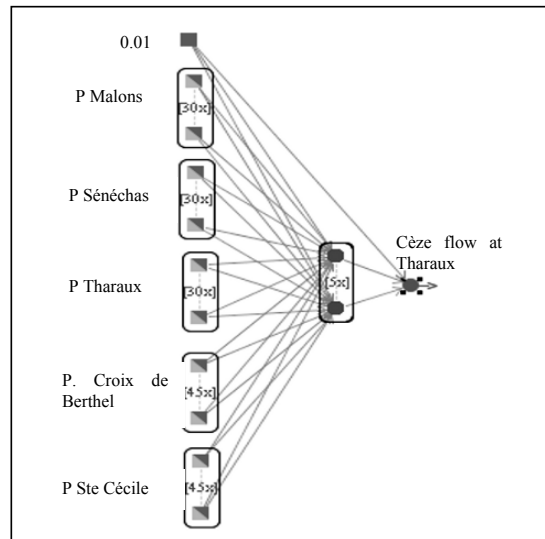 0.01
P Malons
[30x]
P Sénéchas
[30x]
P Tharaux
[30x]
Cèze flow at
Tharaux
[5x]
P. Croix de
Berthel
[45x]
P Ste Cécile
[45x]